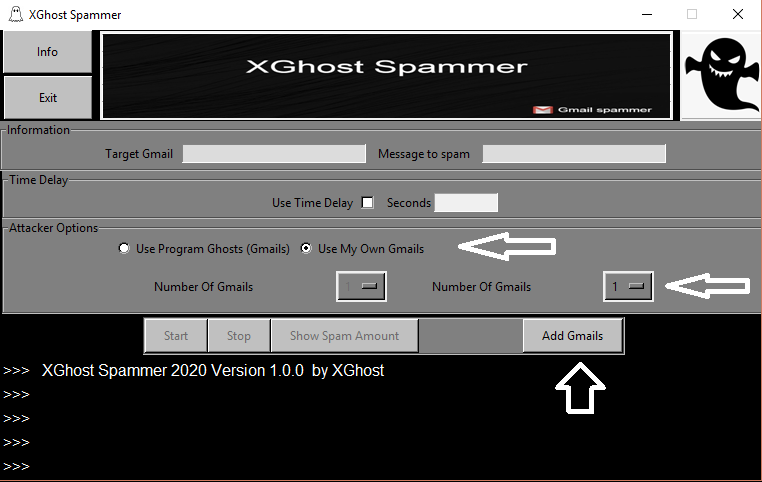 XGhost Spammer
Info
Exit
XGhost Spammer
Gmail spammer
Information
Target Gmail Message to spam
Time Delay
Use Time Delay Seconds
Attacker Options
Use Program Ghosts (Gmails) Use My Own Gmails
Number Of Gmails 1 Number Of Gmails 1
Start Stop Show Spam Amount Add Gmails
>>> XGhost Spammer 2020 Version 1.0.0 by XGhost
>>>
>>>
>>>
>>>